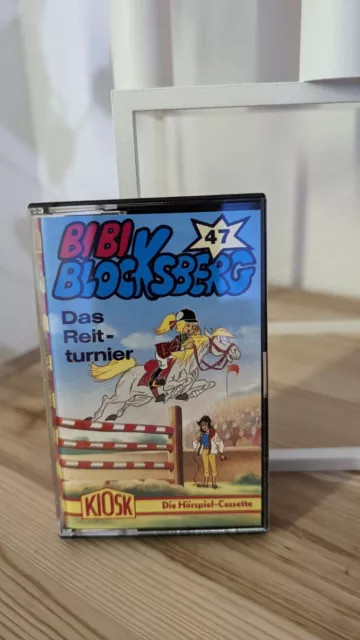 BIBI
BLOCKSBERG
47
Das
Reit-
turnier
KIOSK
Die Hörspiel-Cassette